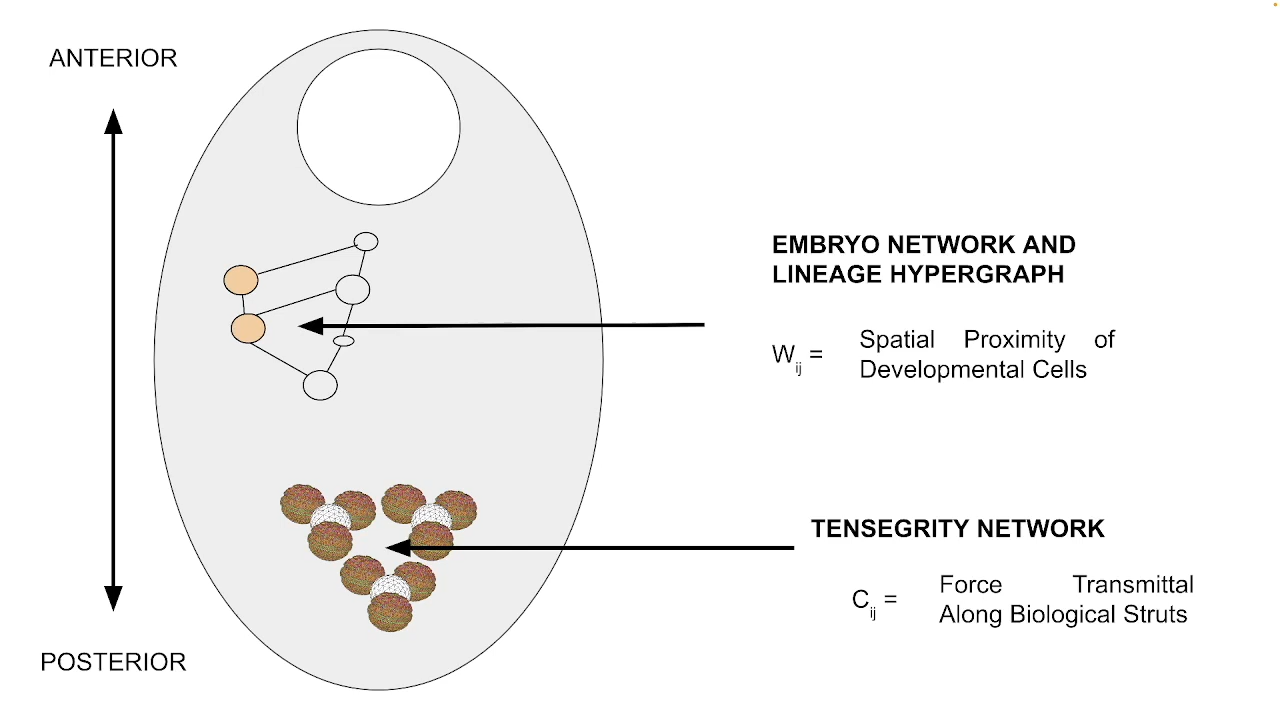 ANTERIOR
EMBRYO NETWORK AND
LINEAGE HYPERGRAPH
Wij = Spatial Proximity of
Developmental Cells
TENSEGRITY NETWORK
Cij = Force Transmittal
Along Biological Struts
POSTERIOR